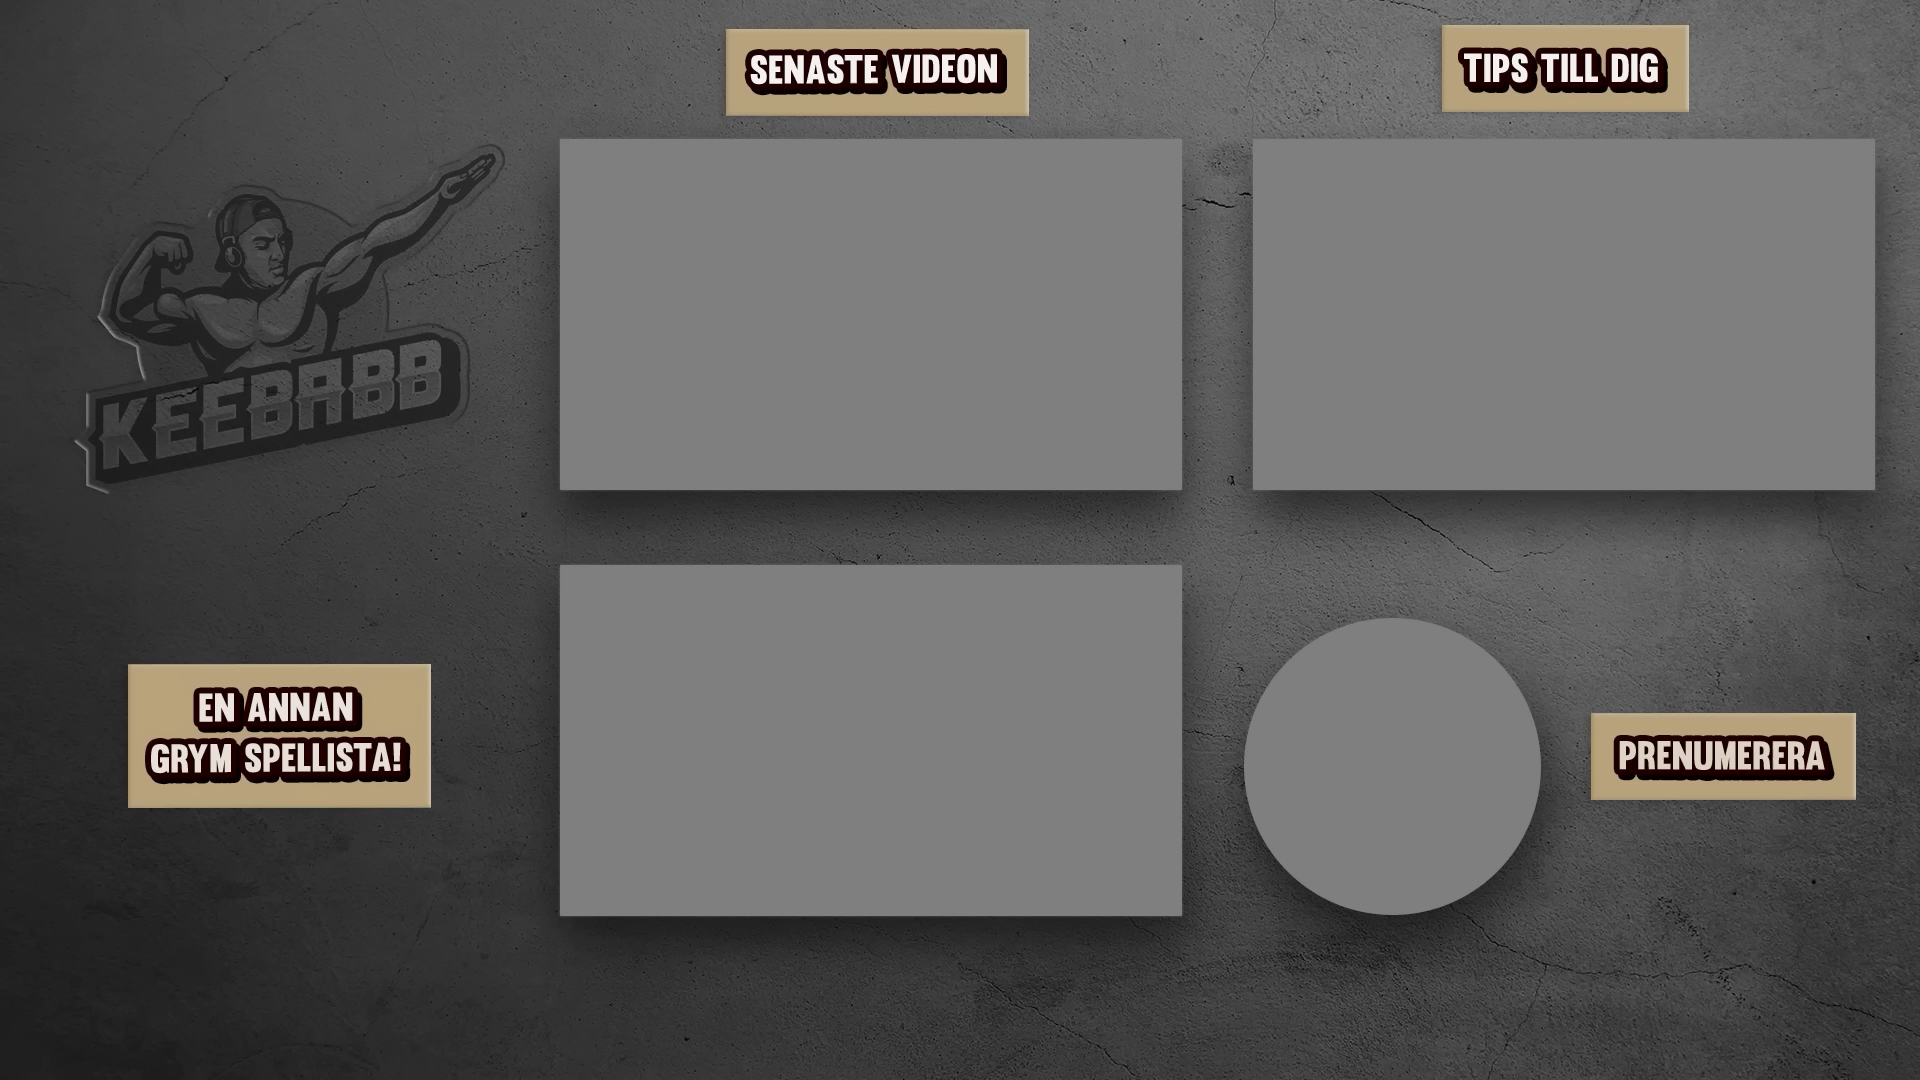 SENASTE VIDEON
TIPS TILL DIG
KEEBABB
EN ANNAN
GRYM SPELLISTA!
PRENUMERERA